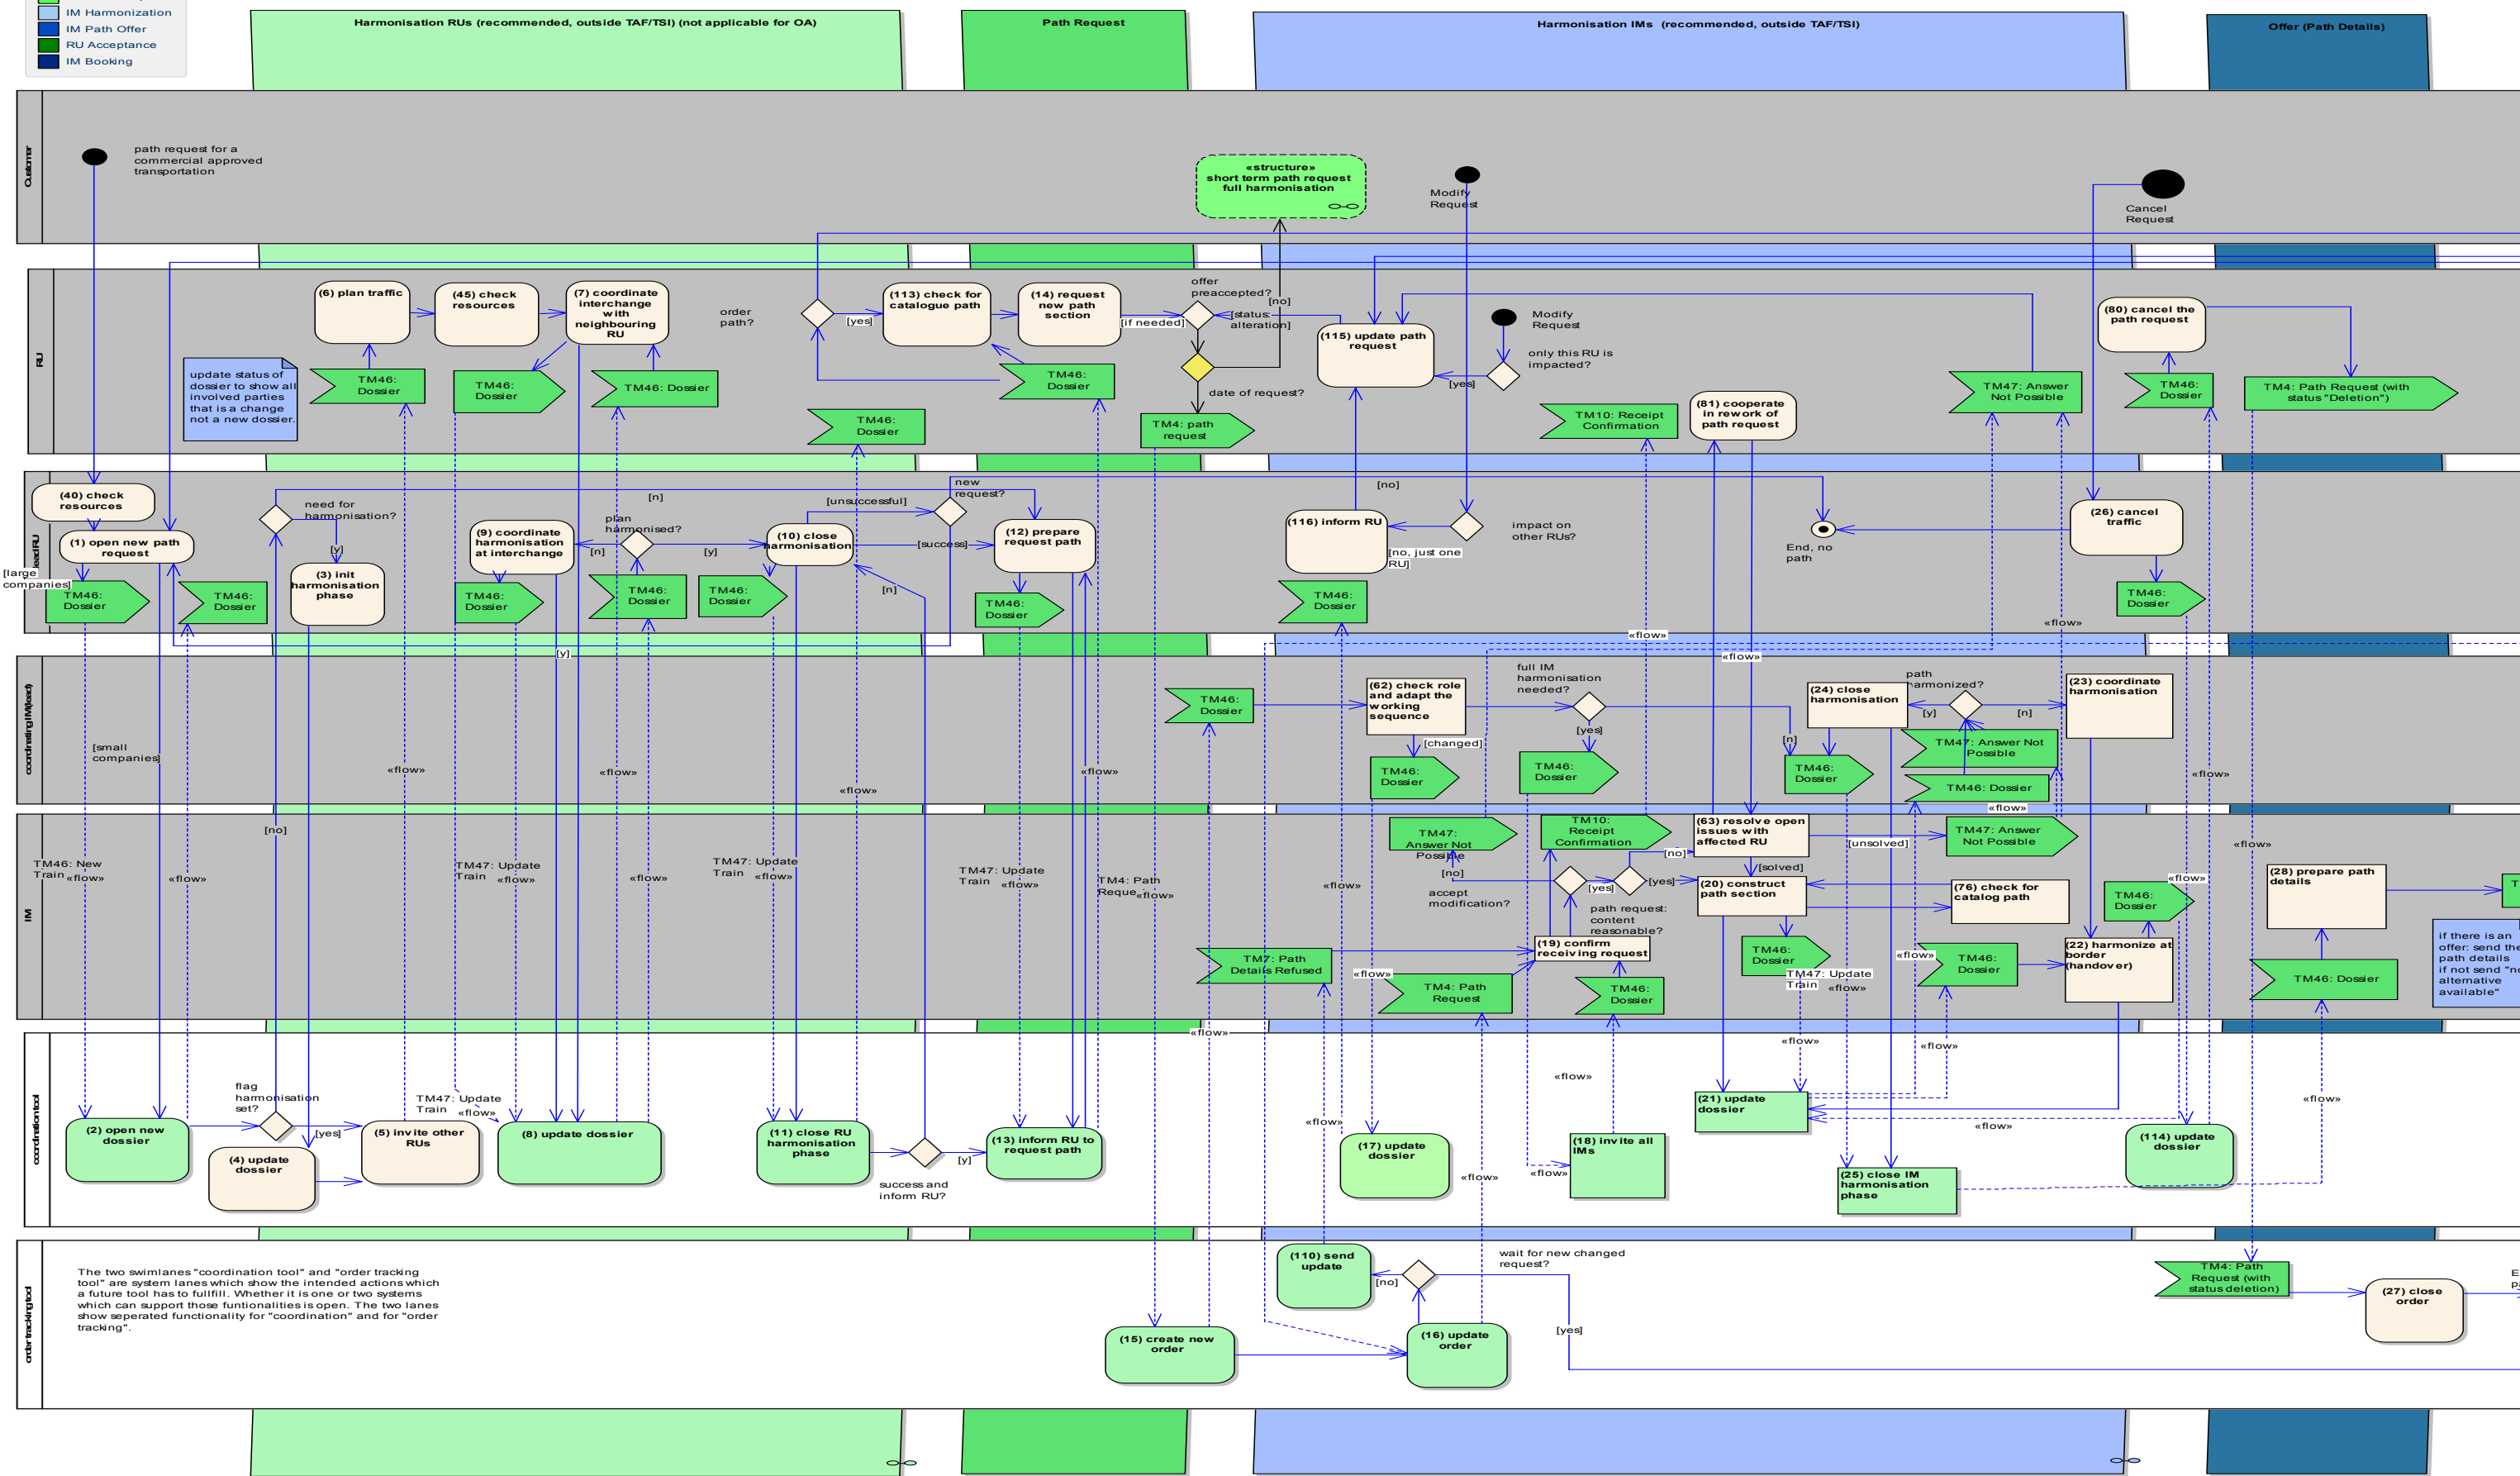 IM Harmonization
IM Path Offer
RU Acceptance
IM Booking
Harmonisation RUs (recommended, outside TAF/TSI) (not applicable for OA)
Path Request
Harmonisation IMs (recommended, outside TAF/TSI)
Offer (Path Details)
Customer
path request for a
commercial approved
transportation
«structure»
short term path request
full harmonisation
Modify
Request
Cancel
Request
RU
(6) plan traffic
(45) check
resources
(7) coordinate
interchange
with
neighbouring
RU
order
path?
[yes]
(113) check for
catalogue path
(14) request
new path
section
[if needed]
offer
preaccepted?
[no]
[status:
alteration]
(115) update path
request
Modify
Request
only this RU is
impacted?
[yes]
(80) cancel the
path request
update status of
dossier to show all
involved parties
that is a change
not a new dossier.
TM46:
Dossier
TM46:
Dossier
TM46: Dossier
TM46:
Dossier
TM46:
Dossier
date of request?
TM4: path
request
TM10: Receipt
Confirmation
(81) cooperate
in rework of
path request
TM47: Answer
Not Possible
TM46:
Dossier
TM4: Path Request (with
status "Deletion")
lead RU
(40) check
resources
(1) open new path
request
[large
companies]
TM46:
Dossier
TM46:
Dossier
need for
harmonisation?
[y]
(3) init
harmonisation
phase
[n]
(9) coordinate
harmonisation
at interchange
TM46:
Dossier
plan
harmonised?
[n]
[y]
TM46:
Dossier
TM46:
Dossier
(10) close
harmonisation
[unsuccessful]
[success]
[n]
new
request?
(12) prepare
request path
TM46:
Dossier
[y]
(116) inform RU
[no]
[no, just one
RU]
impact on
other RUs?
TM46:
Dossier
End, no
path
(26) cancel
traffic
TM46:
Dossier
«flow»
«flow»
«flow»
coordinating IM(lead)
[small
companies]
«flow»
«flow»
«flow»
«flow»
TM46:
Dossier
(62) check role
and adapt the
working
sequence
[changed]
TM46:
Dossier
full IM
harmonisation
needed?
[yes]
TM46:
Dossier
[n]
(24) close
harmonisation
TM46:
Dossier
path
harmonized?
[y]
[n]
(23) coordinate
harmonisation
TM47: Answer Not
Possible
TM46: Dossier
«flow»
«flow»
IM
[no]
TM46: New
Train
«flow»
«flow»
TM47: Update
Train
«flow»
«flow»
TM47: Update
Train
«flow»
TM47: Update
Train
«flow»
TM4: Path
«flow»
«flow»
TM47:
Answer Not
Possible
TM10:
Receipt
Confirmation
[no]
accept
modification?
[yes]
[no]
[yes]
path request:
content
reasonable?
(63) resolve open
issues with
affected RU
[solved]
[unsolved]
TM47: Answer
Not Possible
(20) construct
path section
(76) check for
catalog path
TM46:
Dossier
«flow»
«flow»
(28) prepare path
details
TM7: Path
Details Refused
«flow»
TM4: Path
Request
(19) confirm
receiving request
TM46:
Dossier
TM46:
Dossier
TM47: Update
Train
«flow»
«flow»
TM46:
Dossier
(22) harmonize at
border
(handover)
TM46: Dossier
if there is an
offer: send the
path details
if not send "no
alternative
available"
coordination tool
(2) open new
dossier
flag
harmonisation
set?
[yes]
(4) update
dossier
(5) invite other
RUs
TM47: Update
Train
«flow»
(8) update dossier
(11) close RU
harmonisation
phase
success and
inform RU?
[y]
(13) inform RU to
request path
«flow»
«flow»
(17) update
dossier
«flow»
«flow»
«flow»
(18) invite all
IMs
«flow»
(21) update
dossier
«flow»
«flow»
(25) close IM
harmonisation
phase
(114) update
dossier
«flow»
order tracking tool
The two swimlanes "coordination tool" and "order tracking
tool" are system lanes which show the intended actions which
a future tool has to fullfill. Whether it is one or two systems
which can support those funtionalities is open. The two lanes
show seperated functionality for "coordination" and for "order
tracking".
(15) create new
order
(110) send
update
[no]
wait for new changed
request?
(16) update
order
[yes]
TM4: Path
Request (with
status deletion)
(27) close
order